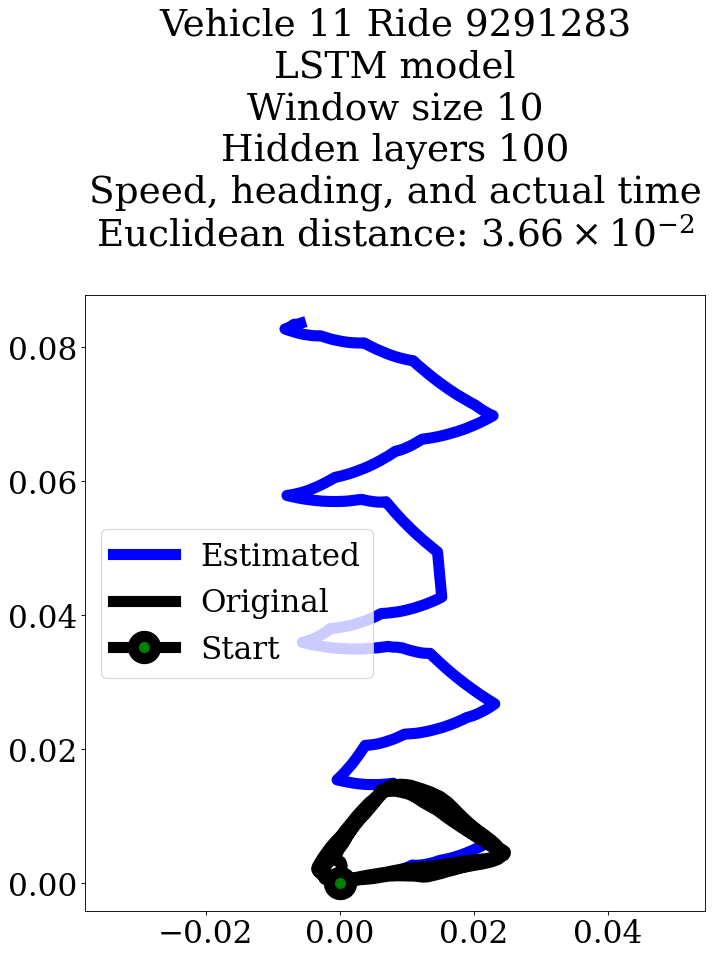 Vehicle 11 Ride 9291283
LSTM model
Window size 10
Hidden layers 100
Speed, heading, and actual time
Euclidean distance: 3.66 × 10⁻²
0.08
0.06
0.04
0.02
0.00
Estimated
Original
Start
−0.02 0.00 0.02 0.04